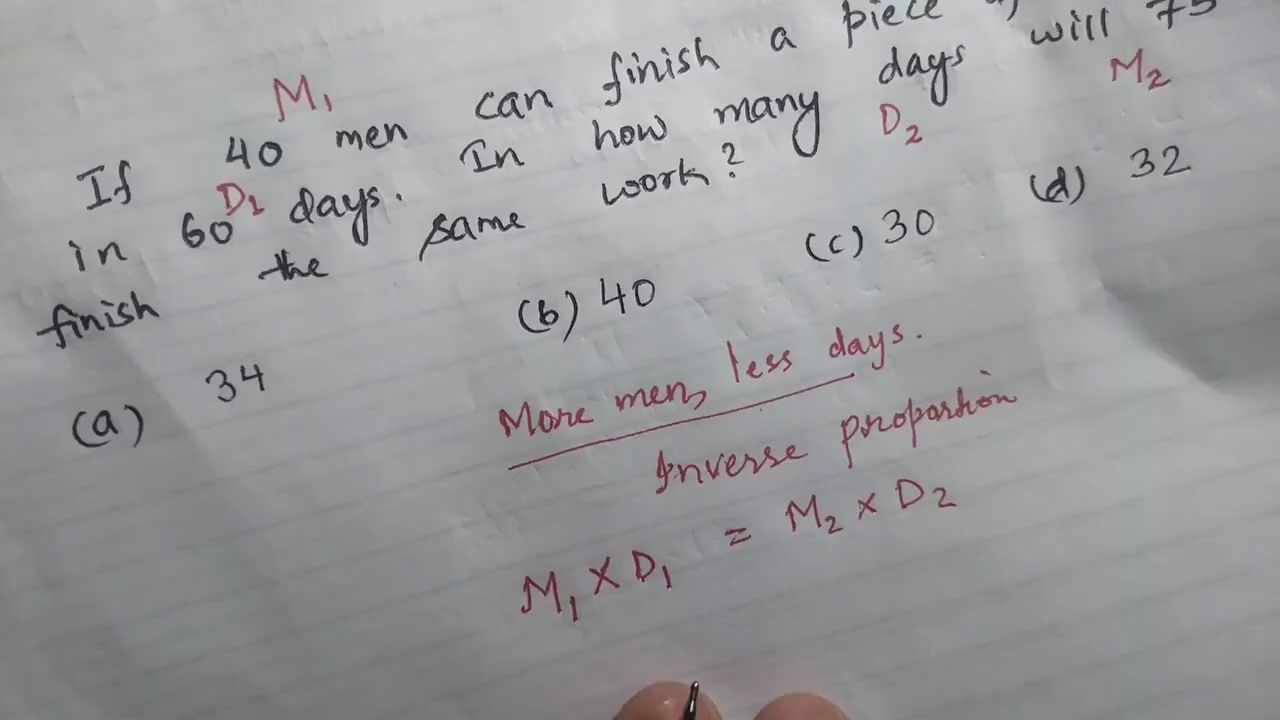 M₁
If 40 men can finish a piece
D₁ M₂
in 60 days. In how many days will 75
D₂
finish the same work?
(a) 34 (b) 40 (c) 30 (d) 32
More men, less days.
Inverse proportion
M₁ × D₁ = M₂ × D₂